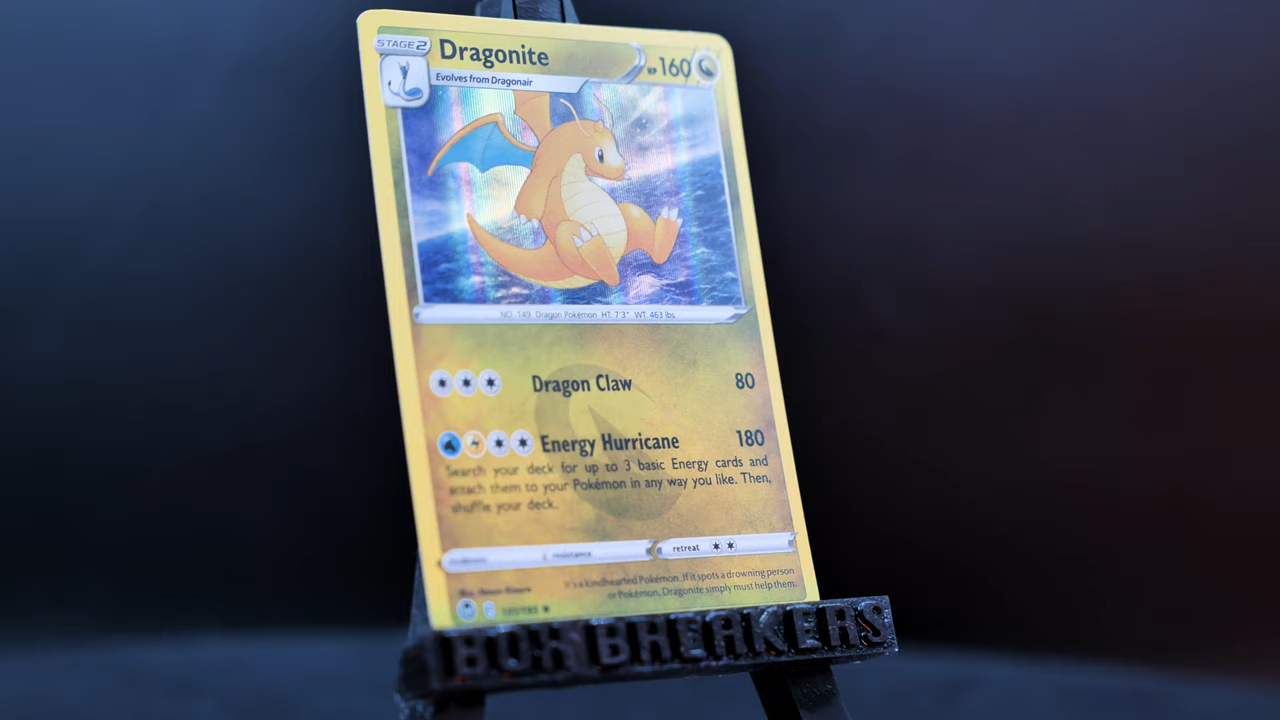 STAGE2
Dragonite
HP 160
Evolves from Dragonair
NO. 149 Dragon Pokémon HT. 7'3" WT. 463 lbs.
Dragon Claw 80
Energy Hurricane 180
Search your deck for up to 3 basic Energy cards and
attach them to your Pokémon in any way you like. Then,
shuffle your deck.
resistance retreat
It's a kindhearted Pokémon. If it spots a drowning person
or Pokémon, Dragonite simply must help them.
BOX BREAKERS